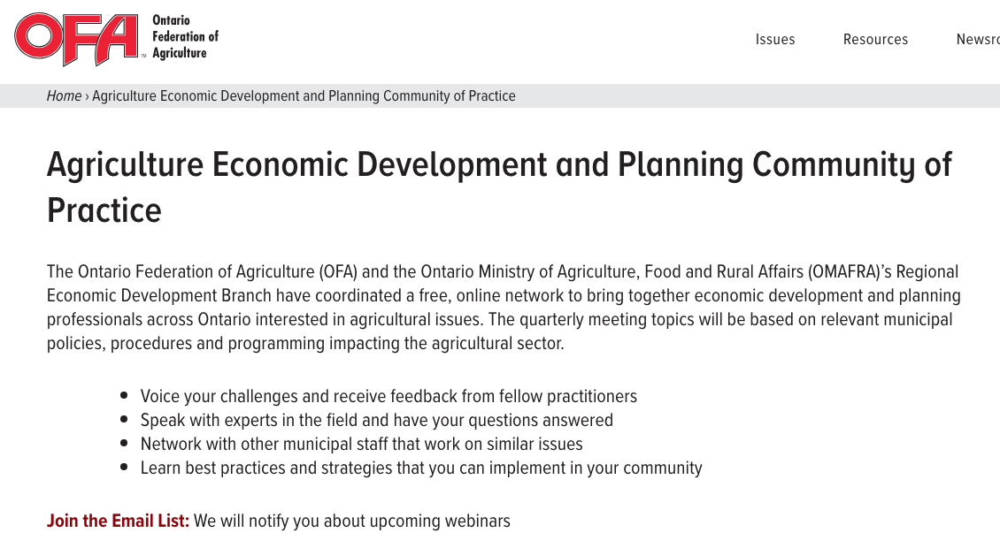 OFA
TM
Ontario
Federation of
Agriculture
Issues Resources
Home › Agriculture Economic Development and Planning Community of Practice
Agriculture Economic Development and Planning Community of
Practice
The Ontario Federation of Agriculture (OFA) and the Ontario Ministry of Agriculture, Food and Rural Affairs (OMAFRA)’s Regional
Economic Development Branch have coordinated a free, online network to bring together economic development and planning
professionals across Ontario interested in agricultural issues. The quarterly meeting topics will be based on relevant municipal
policies, procedures and programming impacting the agricultural sector.
• Voice your challenges and receive feedback from fellow practitioners
• Speak with experts in the field and have your questions answered
• Network with other municipal staff that work on similar issues
• Learn best practices and strategies that you can implement in your community
Join the Email List: We will notify you about upcoming webinars